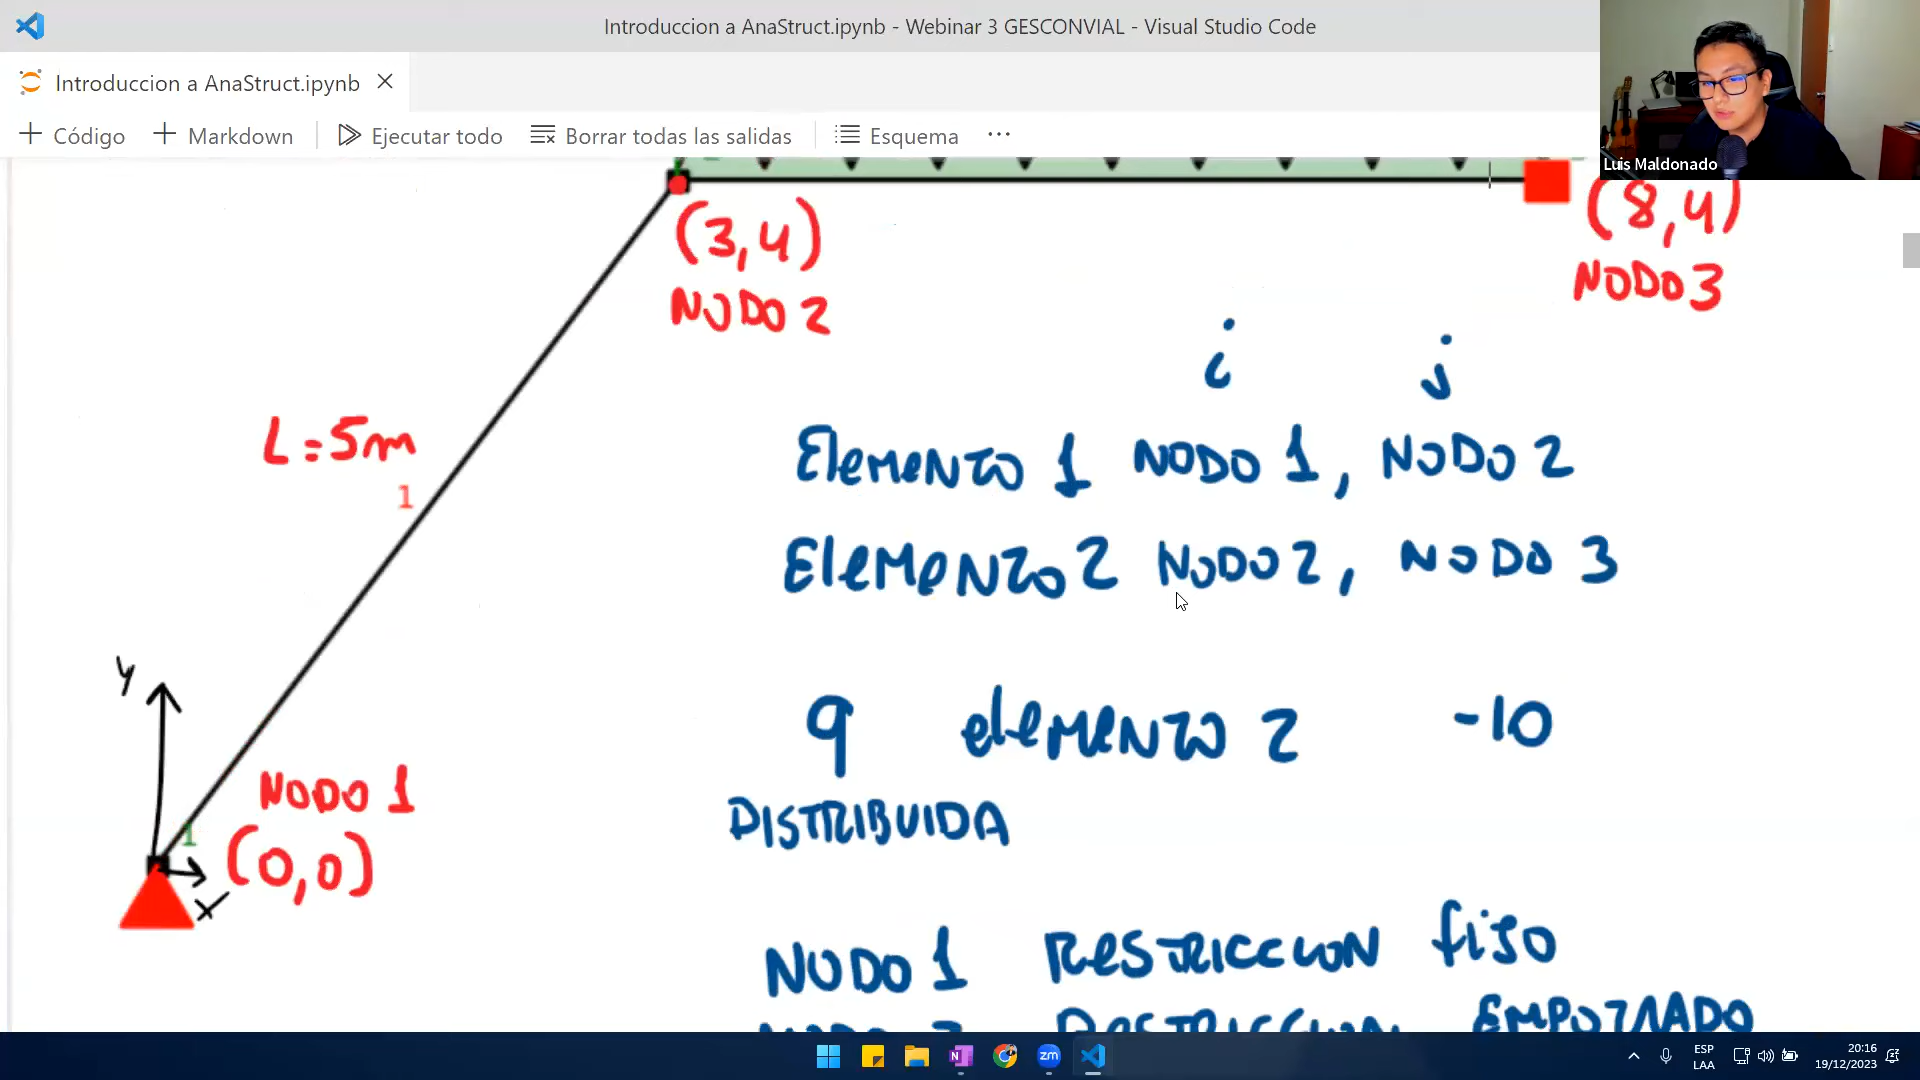 Introduccion a AnaStruct.ipynb - Webinar 3 GESCONVIAL - Visual Studio Code
Introduccion a AnaStruct.ipynb
Código
Markdown
Ejecutar todo
Borrar todas las salidas
Esquema
Luis Maldonado
(3,4)
NODO 2
(8,4)
NODO 3
i
j
L=5m
1
Elemento 1 NODO 1, NODO 2
Elemento 2 NODO 2, NODO 3
y
q elemento 2 -10
DISTRIBUIDA
NODO 1
1
(0,0)
x
NODO 1 RESTRICCION fijo
RESTRICCION EMPOTRADO
zm
ESP
LAA
20:16
19/12/2023